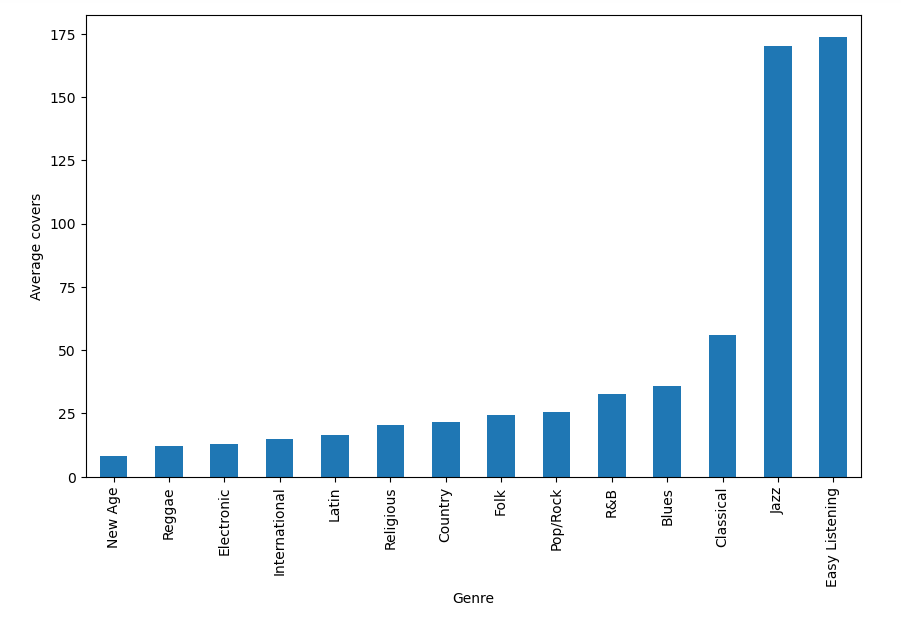 175
150
125
100
75
50
25
0
Average covers
New Age
Reggae
Electronic
International
Latin
Religious
Country
Folk
Pop/Rock
R&B
Blues
Classical
Jazz
Easy Listening
Genre